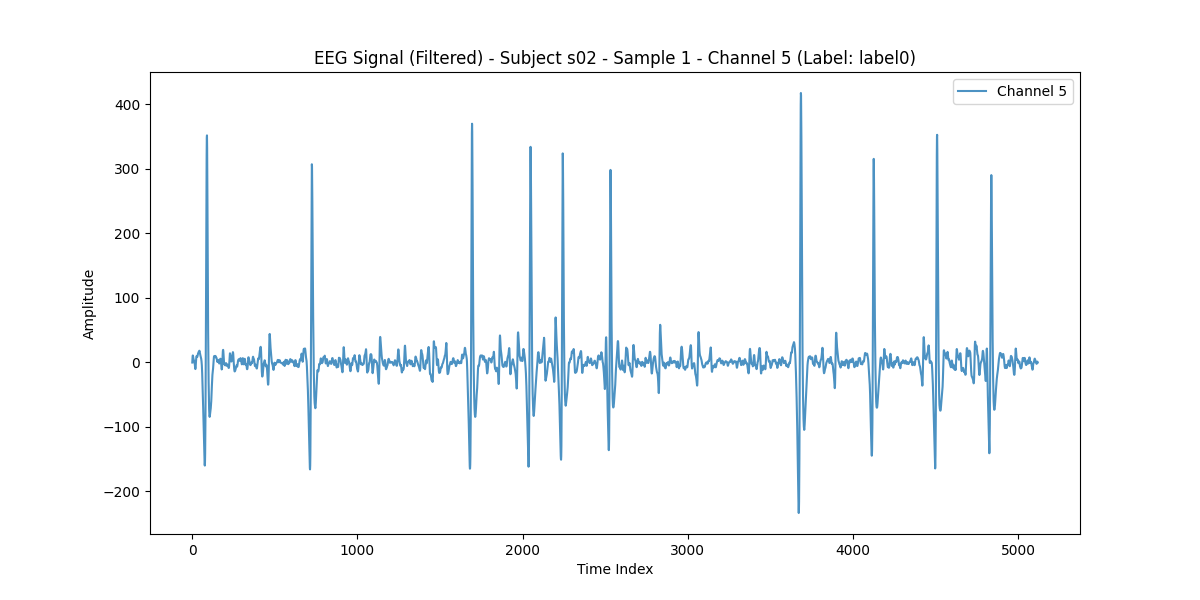 EEG Signal (Filtered) - Subject s02 - Sample 1 - Channel 5 (Label: label0)
Channel 5
400
300
200
100
0
−100
−200
Amplitude
0 1000 2000 3000 4000 5000
Time Index